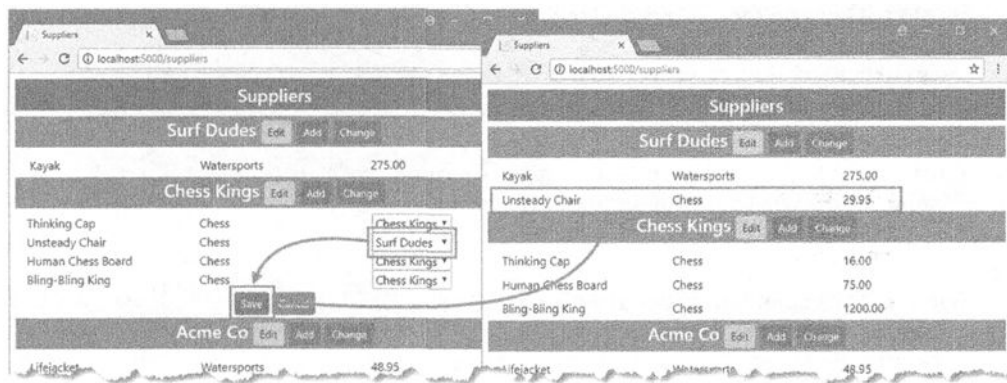 Suppliers
localhost:5000/suppliers
Suppliers
Surf Dudes Edit Add Change
Kayak Watersports 275.00
Chess Kings Edit Add Change
Thinking Cap Chess Chess Kings
Unsteady Chair Chess Surf Dudes
Human Chess Board Chess Chess Kings
Bling-Bling King Chess Chess Kings
Save Cancel
Acme Co Edit Add Change
Lifejacket Watersports 48.95
Suppliers
localhost:5000/suppliers
Suppliers
Surf Dudes Edit Add Change
Kayak Watersports 275.00
Unsteady Chair Chess 29.95
Chess Kings Edit Add Change
Thinking Cap Chess 16.00
Human Chess Board Chess 75.00
Bling-Bling King Chess 1200.00
Acme Co Edit Add Change
Lifejacket Watersports 48.95